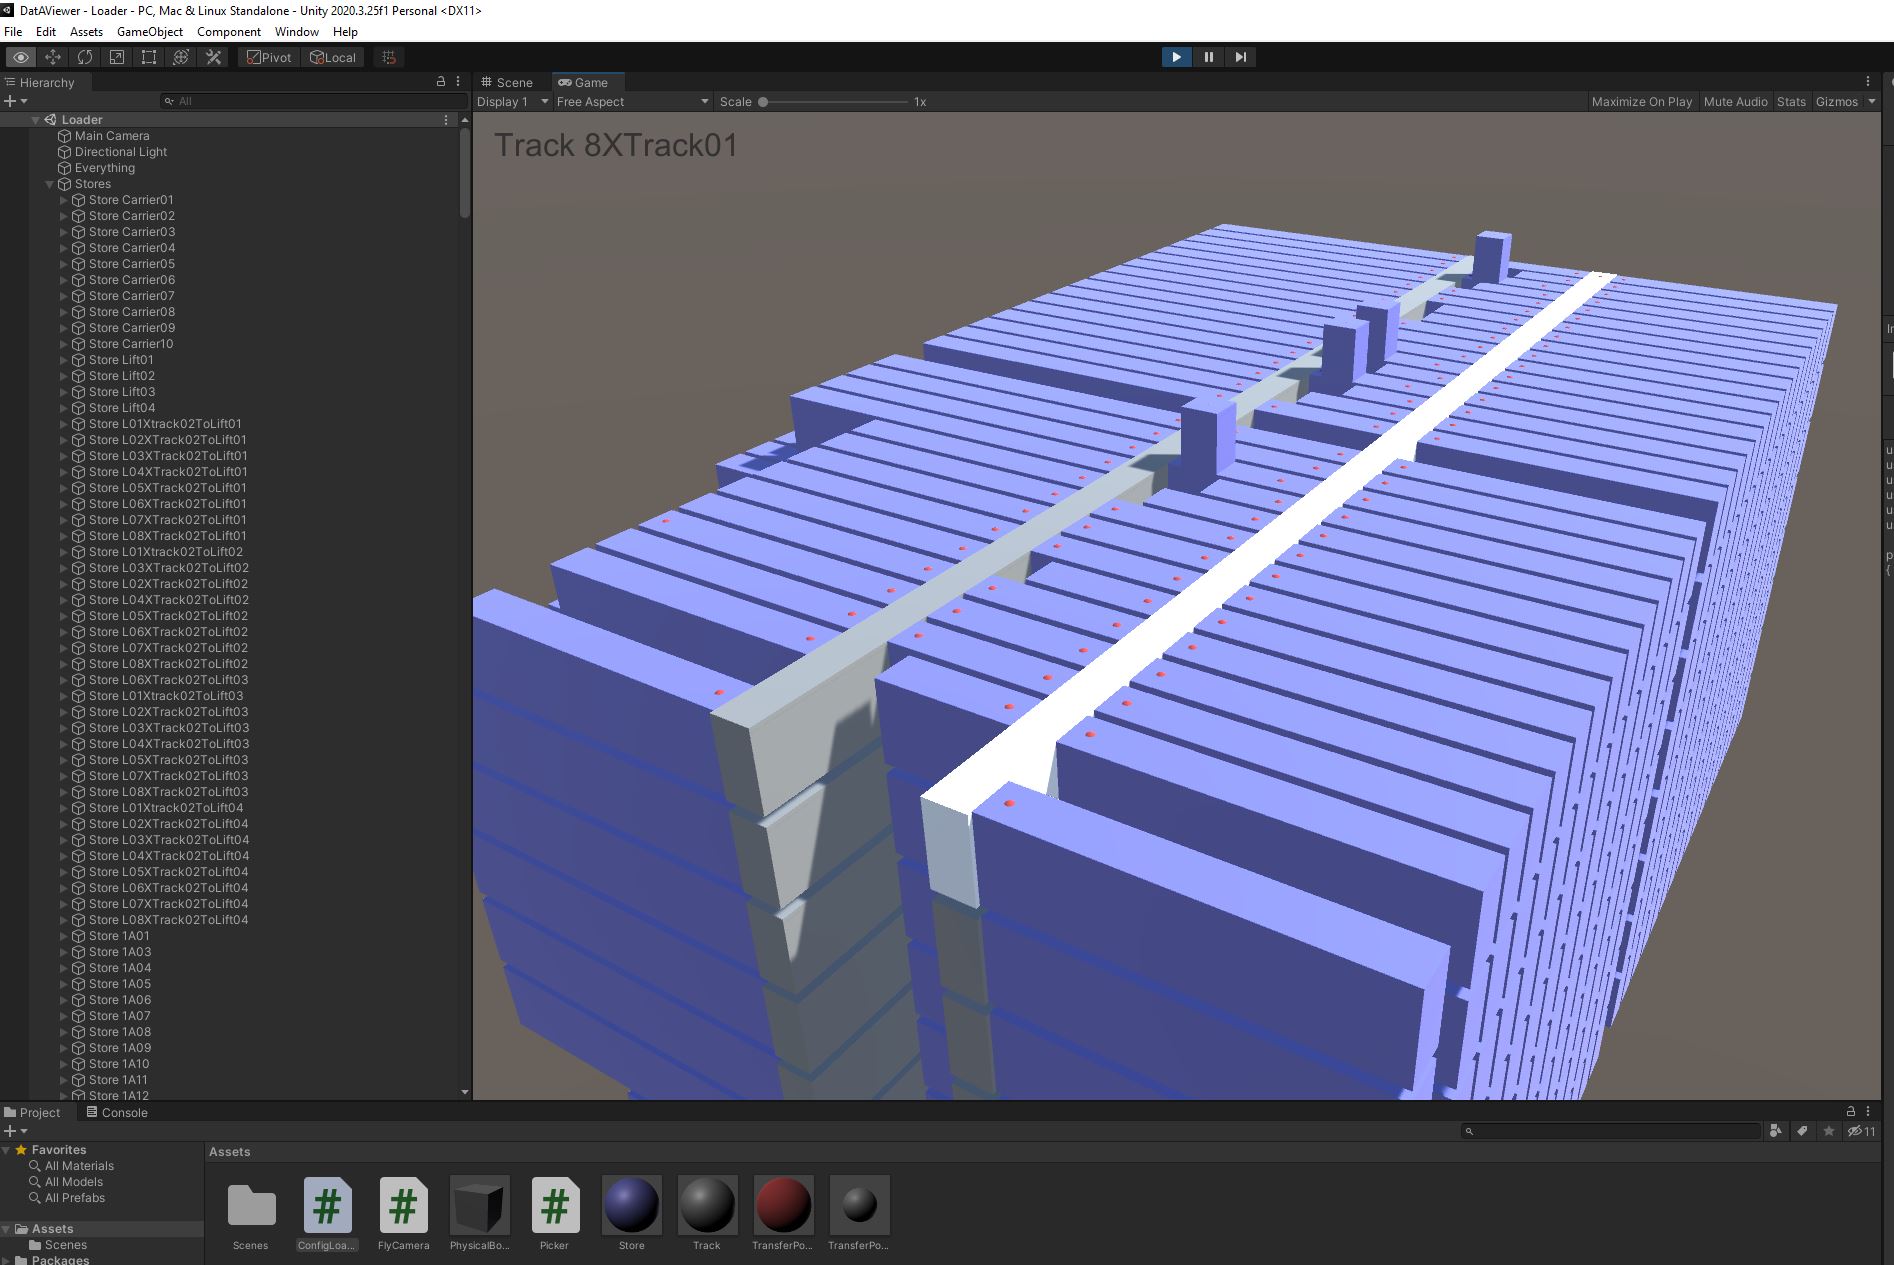 DatAViewer - Loader - PC, Mac & Linux Standalone - Unity 2020.3.25f1 Personal <DX11>
File Edit Assets GameObject Component Window Help
Pivot Local
Hierarchy
All
Loader
Main Camera
Directional Light
Everything
Stores
Store Carrier01
Store Carrier02
Store Carrier03
Store Carrier04
Store Carrier05
Store Carrier06
Store Carrier07
Store Carrier08
Store Carrier09
Store Carrier10
Store Lift01
Store Lift02
Store Lift03
Store Lift04
Store L01Xtrack02ToLift01
Store L02XTrack02ToLift01
Store L03XTrack02ToLift01
Store L04XTrack02ToLift01
Store L05XTrack02ToLift01
Store L06XTrack02ToLift01
Store L07XTrack02ToLift01
Store L08XTrack02ToLift01
Store L01Xtrack02ToLift02
Store L03XTrack02ToLift02
Store L02XTrack02ToLift02
Store L04XTrack02ToLift02
Store L05XTrack02ToLift02
Store L06XTrack02ToLift02
Store L07XTrack02ToLift02
Store L08XTrack02ToLift02
Store L06XTrack02ToLift03
Store L01Xtrack02ToLift03
Store L02XTrack02ToLift03
Store L03XTrack02ToLift03
Store L04XTrack02ToLift03
Store L05XTrack02ToLift03
Store L07XTrack02ToLift03
Store L08XTrack02ToLift03
Store L01Xtrack02ToLift04
Store L02XTrack02ToLift04
Store L03XTrack02ToLift04
Store L04XTrack02ToLift04
Store L05XTrack02ToLift04
Store L06XTrack02ToLift04
Store L07XTrack02ToLift04
Store L08XTrack02ToLift04
Store 1A01
Store 1A03
Store 1A04
Store 1A05
Store 1A06
Store 1A07
Store 1A08
Store 1A09
Store 1A10
Store 1A11
Store 1A12
Scene Game
Display 1 Free Aspect Scale 1x Maximize On Play Mute Audio Stats Gizmos
Track 8XTrack01
Project Console
11
Favorites
All Materials
All Models
All Prefabs
Assets
Scenes
Packages
Assets
Scenes ConfigLoa... FlyCamera PhysicalBo... Picker Store Track TransferPo... TransferPo...